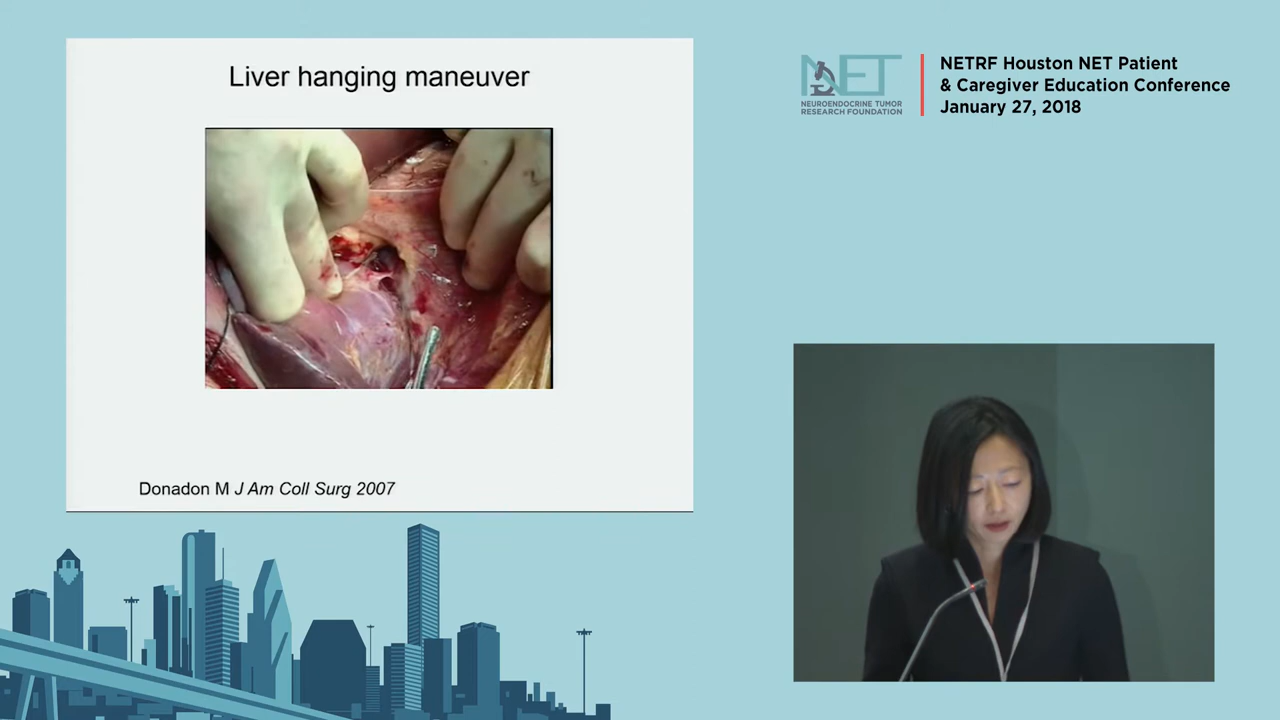 Liver hanging maneuver
Donadon M J Am Coll Surg 2007
NET
NEUROENDOCRINE TUMOR
RESEARCH FOUNDATION
NETRF Houston NET Patient
& Caregiver Education Conference
January 27, 2018